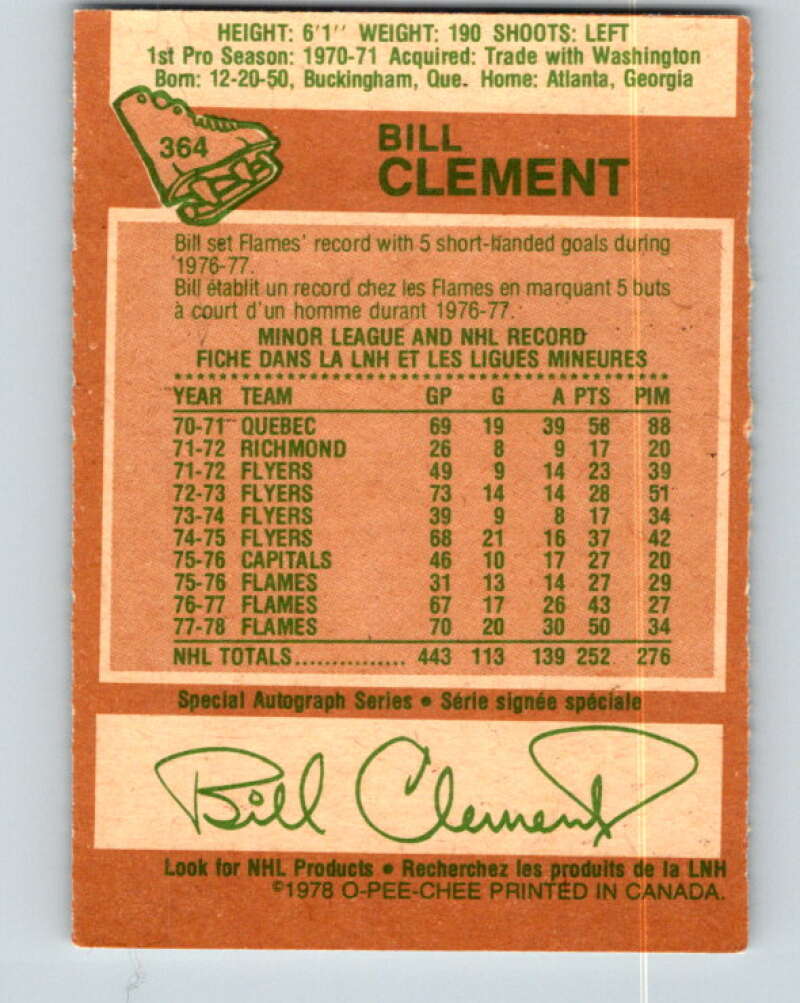 HEIGHT: 6'1'' WEIGHT: 190 SHOOTS: LEFT
1st Pro Season: 1970-71 Acquired: Trade with Washington
Born: 12-20-50, Buckingham, Que. Home: Atlanta, Georgia
364
BILL
CLEMENT
Bill set Flames' record with 5 short-handed goals during
1976-77.
Bill établit un record chez les Flames en marquant 5 buts
à court d'un homme durant 1976-77.
MINOR LEAGUE AND NHL RECORD
FICHE DANS LA LNH ET LES LIGUES MINEURES
YEAR TEAM GP G A PTS PIM
70-71 QUEBEC 69 19 39 58 88
71-72 RICHMOND 26 8 9 17 20
71-72 FLYERS 49 9 14 23 39
72-73 FLYERS 73 14 14 28 51
73-74 FLYERS 39 9 8 17 34
74-75 FLYERS 68 21 16 37 42
75-76 CAPITALS 46 10 17 27 20
75-76 FLAMES 31 13 14 27 29
76-77 FLAMES 67 17 26 43 27
77-78 FLAMES 70 20 30 50 34
NHL TOTALS............... 443 113 139 252 276
Special Autograph Series • Série signée spéciale
Bill Clement
Look for NHL Products • Recherchez les produits de la LNH
©1978 O-PEE-CHEE PRINTED IN CANADA.